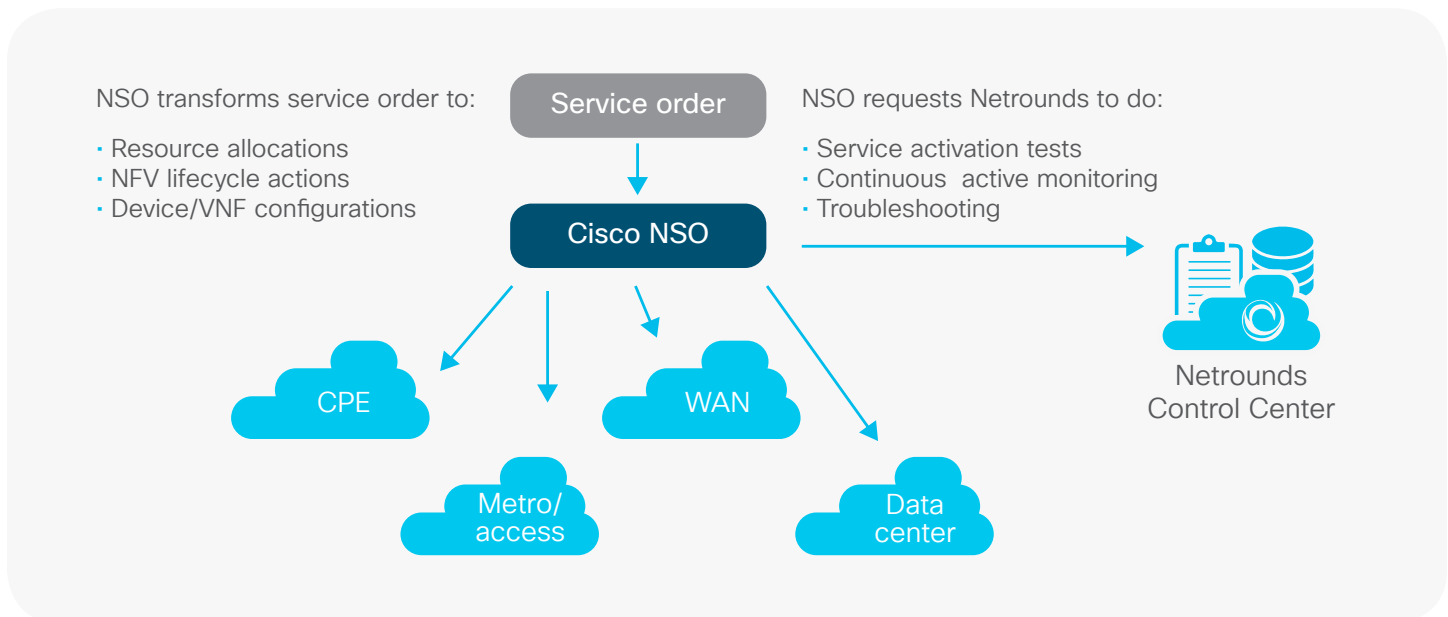 NSO transforms service order to:
· Resource allocations
· NFV lifecycle actions
· Device/VNF configurations
Service order
Cisco NSO
NSO requests Netrounds to do:
· Service activation tests
· Continuous  active monitoring
· Troubleshooting
CPE
WAN
Metro/
access
Data
center
Netrounds
Control Center